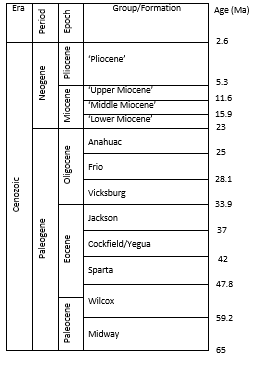 Era Period Epoch Group/Formation Age (Ma)
2.6
Cenozoic
Neogene
Pliocene
'Pliocene'
5.3
Miocene
'Upper Miocene'
11.6
'Middle Miocene'
15.9
'Lower Miocene'
23
Paleogene
Oligocene
Anahuac
25
Frio
28.1
Vicksburg
33.9
Eocene
Jackson
37
Cockfield/Yegua
42
Sparta
47.8
Paleocene
Wilcox
59.2
Midway
65